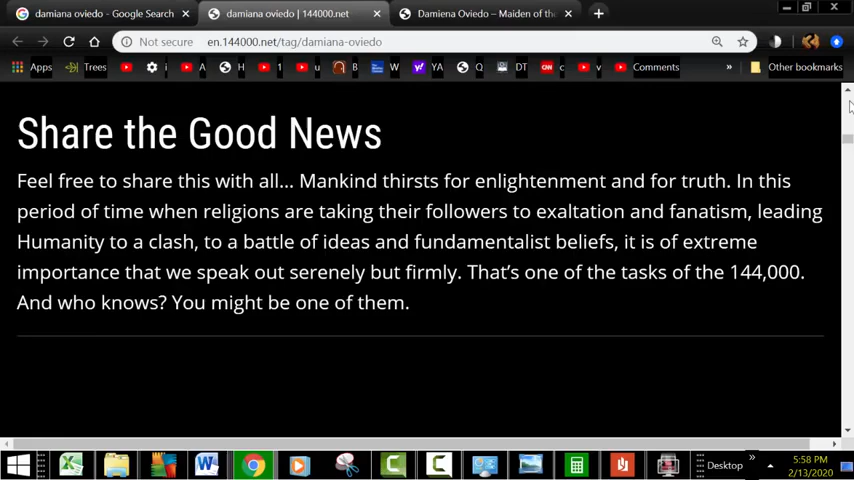 damiana oviedo - Google Search
damiana oviedo | 144000.net
Damiena Oviedo – Maiden of the
Not secure en.144000.net/tag/damiana-oviedo
Apps Trees i A H 1 u B W YA Q DT c v Comments » Other bookmarks
Share the Good News
Feel free to share this with all... Mankind thirsts for enlightenment and for truth. In this
period of time when religions are taking their followers to exaltation and fanatism, leading
Humanity to a clash, to a battle of ideas and fundamentalist beliefs, it is of extreme
importance that we speak out serenely but firmly. That's one of the tasks of the 144,000.
And who knows? You might be one of them.
Desktop »
5:58 PM
2/13/2020